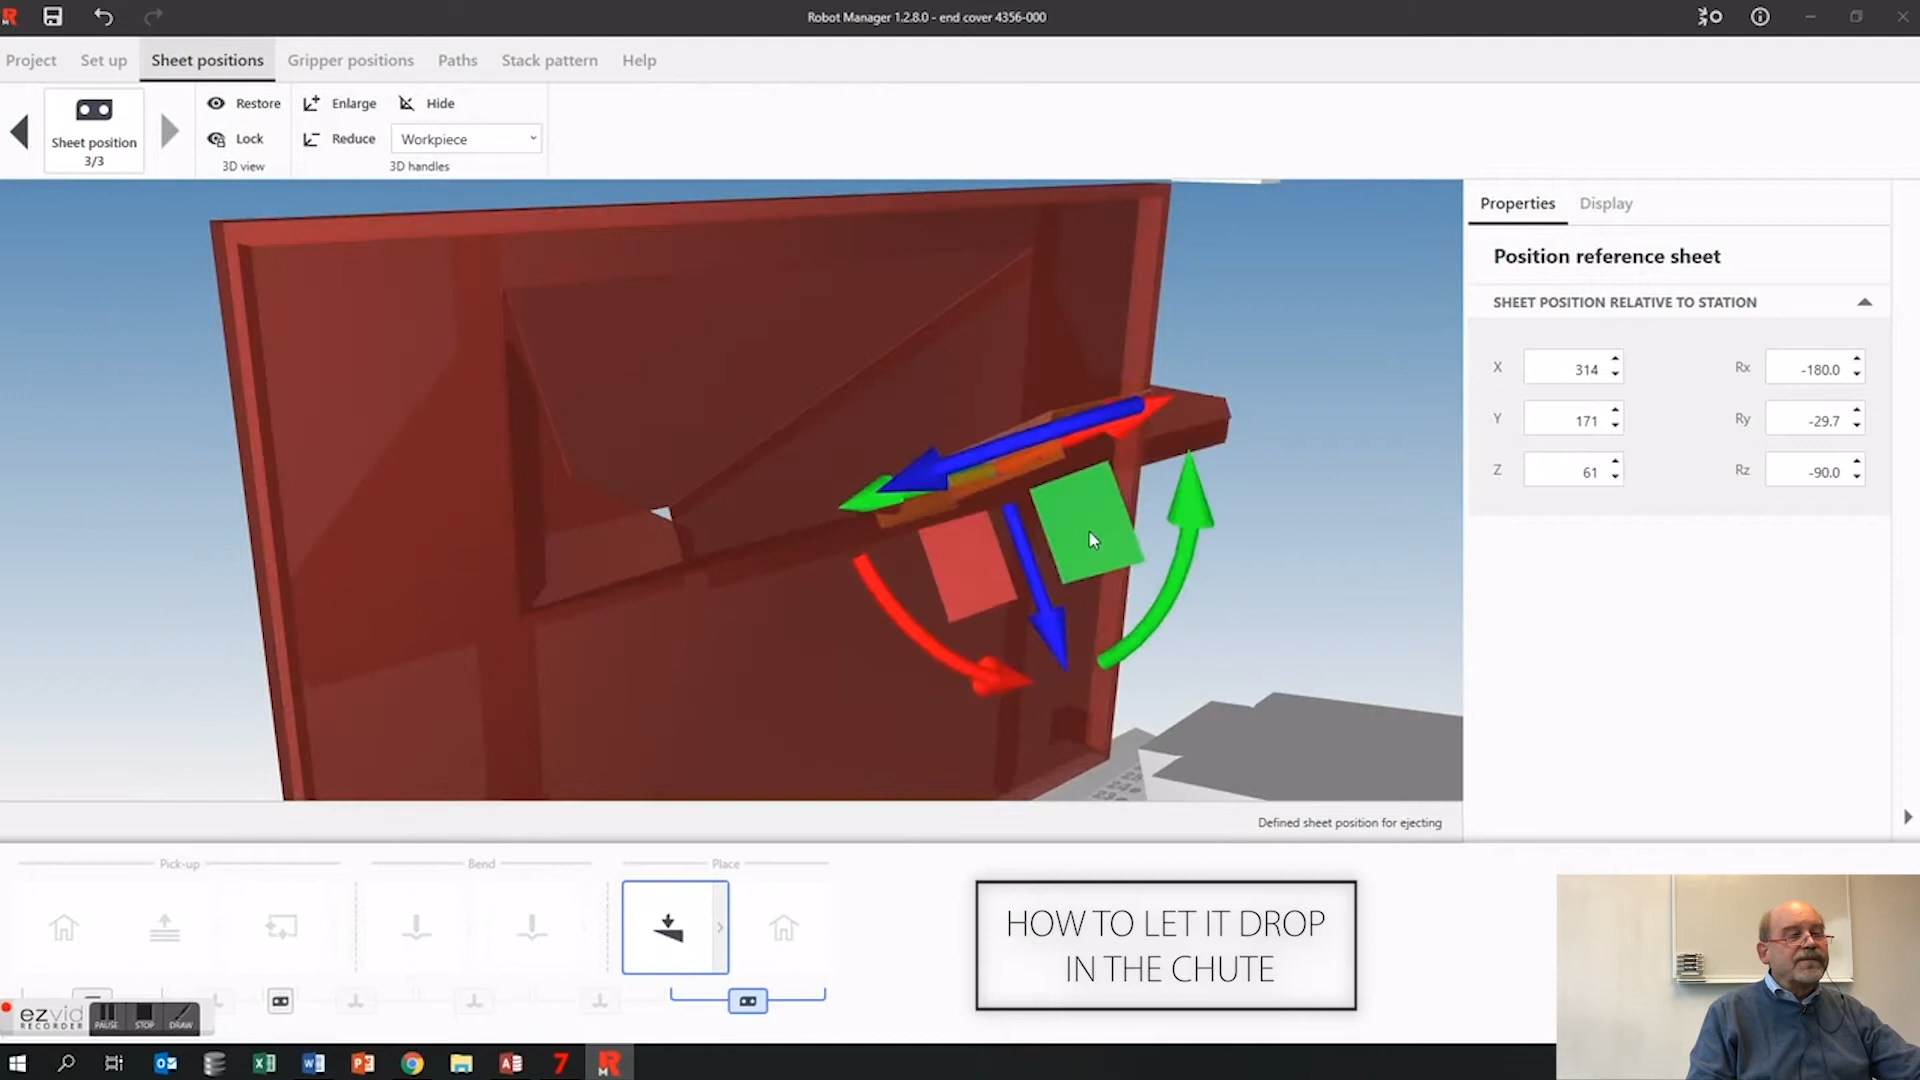 Robot Manager 1.2.8.0 - end cover 4356-000
Project Set up Sheet positions Gripper positions Paths Stack pattern Help
Sheet position
3/3
Restore
Lock
3D view
Enlarge
Hide
Reduce
Workpiece
3D handles
Properties Display
Position reference sheet
SHEET POSITION RELATIVE TO STATION
X 314 Rx -180.0
Y 171 Ry -29.7
Z 61 Rz -90.0
Defined sheet position for ejecting
Pick-up Bend Place
HOW TO LET IT DROP
IN THE CHUTE
ezvid
RECORDER
PAUSE STOP DRAW